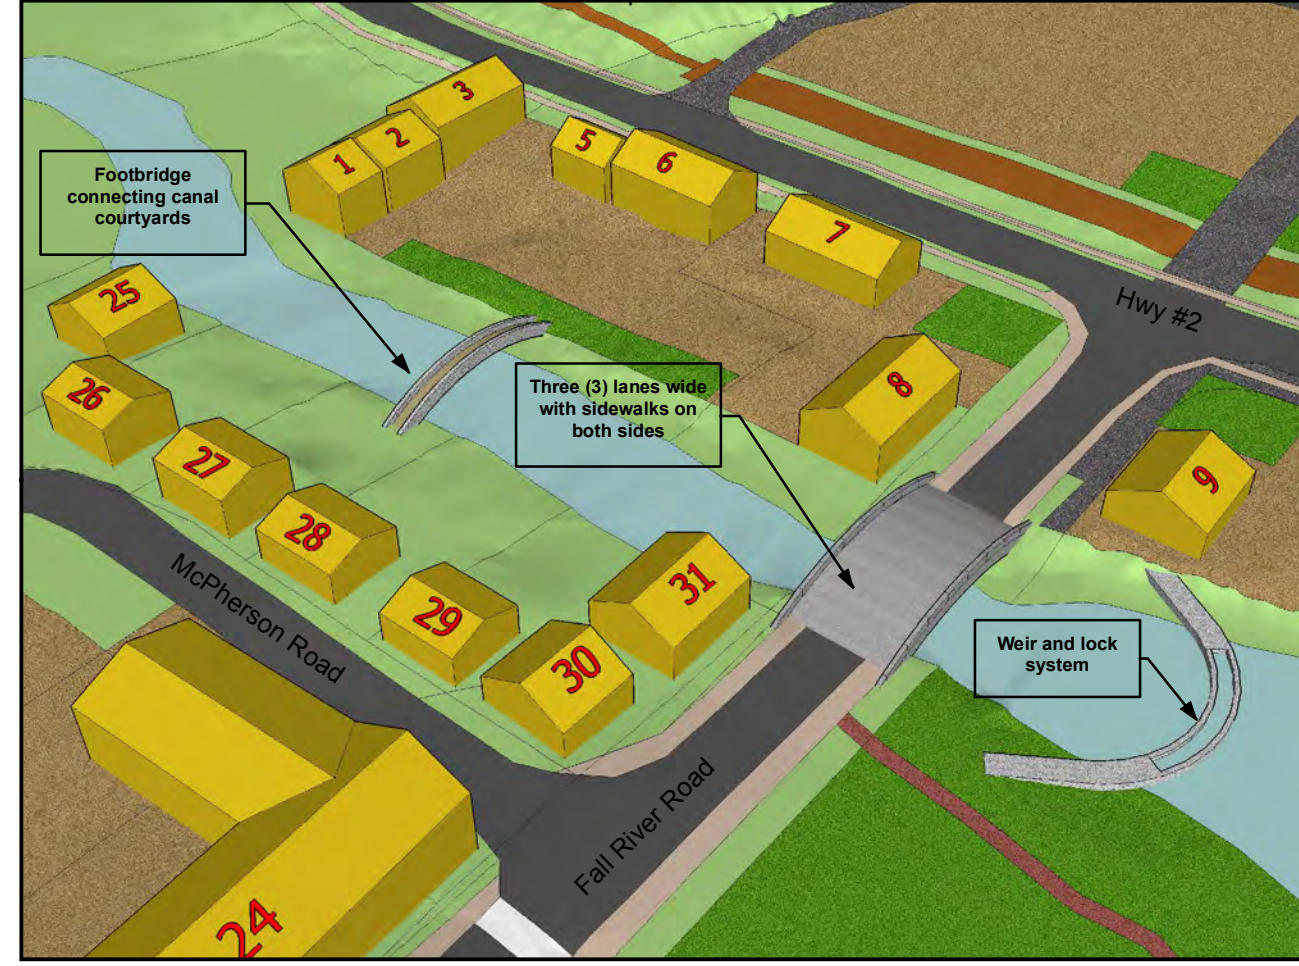 3
2
1
5
6
Footbridge
connecting canal
courtyards
7
25
Hwy #2
8
Three (3) lanes wide
with sidewalks on
both sides
26
27
9
28
31
29
McPherson Road
30
Weir and lock
system
Fall River Road
24